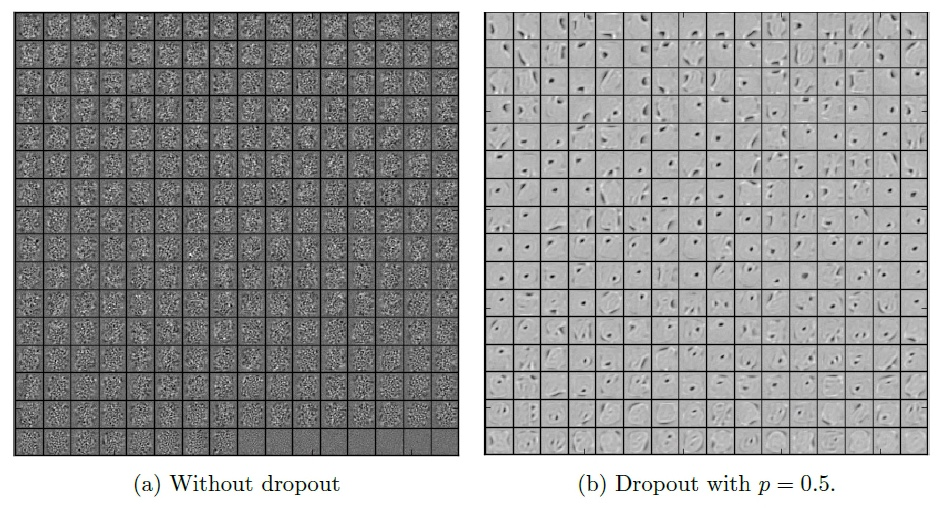 (a) Without dropout
(b) Dropout with p = 0.5.